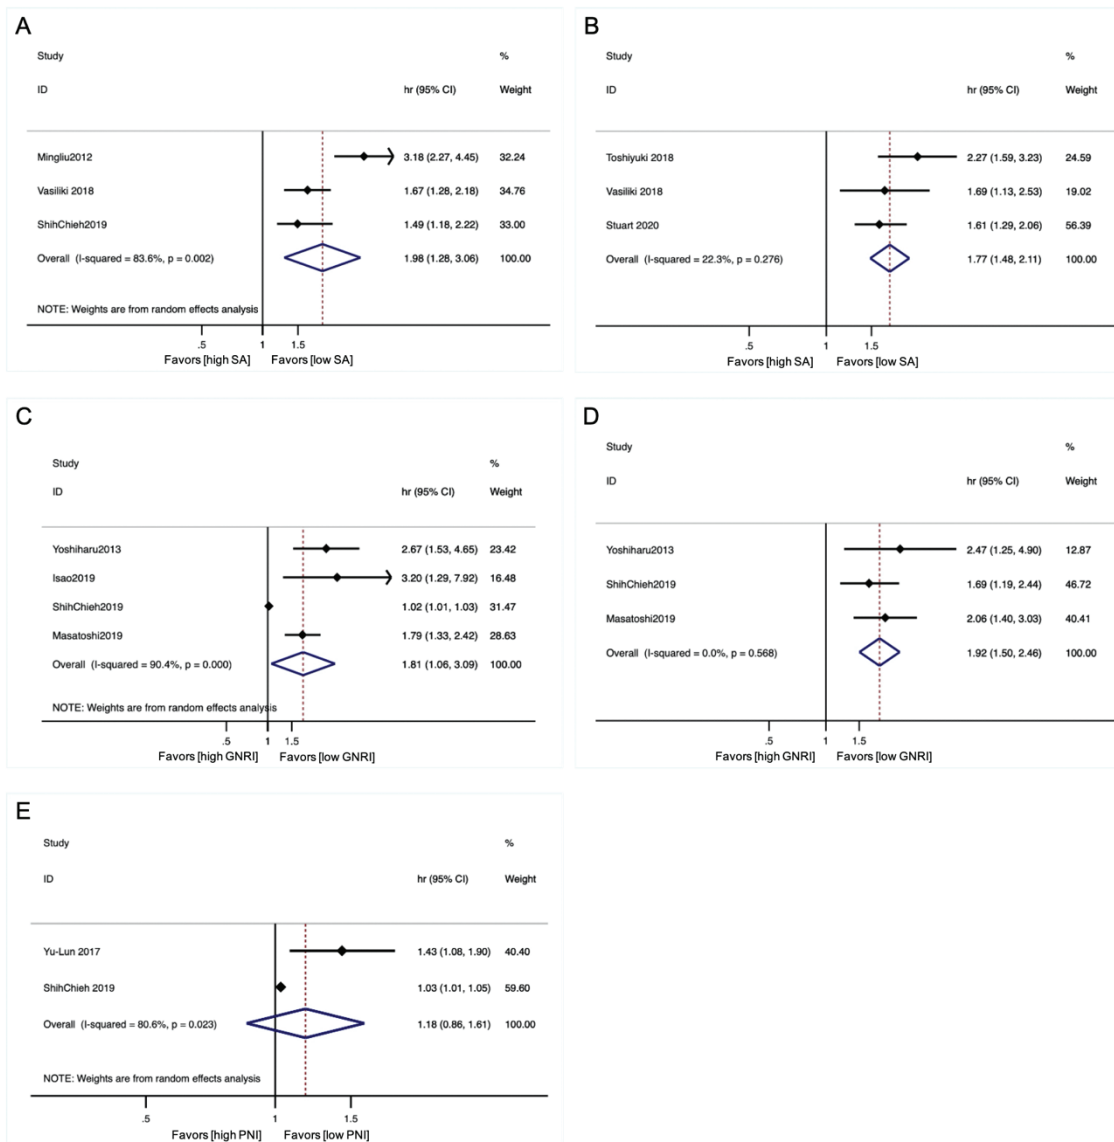 A
Study %
ID hr (95% CI) Weight
Mingliu2012 3.18 (2.27, 4.45) 32.24
Vasiliki 2018 1.67 (1.28, 2.18) 34.76
ShihChieh2019 1.49 (1.18, 2.22) 33.00
Overall (I-squared = 83.6%, p = 0.002) 1.98 (1.28, 3.06) 100.00
NOTE: Weights are from random effects analysis
.5 1 1.5
Favors [high SA] Favors [low SA]
B
Study %
ID hr (95% CI) Weight
Toshiyuki 2018 2.27 (1.59, 3.23) 24.59
Vasiliki 2018 1.69 (1.13, 2.53) 19.02
Stuart 2020 1.61 (1.29, 2.06) 56.39
Overall (I-squared = 22.3%, p = 0.276) 1.77 (1.48, 2.11) 100.00
.5 1 1.5
Favors [high SA] Favors [low SA]
C
Study %
ID hr (95% CI) Weight
Yoshiharu2013 2.67 (1.53, 4.65) 23.42
Isao2019 3.20 (1.29, 7.92) 16.48
ShihChieh2019 1.02 (1.01, 1.03) 31.47
Masatoshi2019 1.79 (1.33, 2.42) 28.63
Overall (I-squared = 90.4%, p = 0.000) 1.81 (1.06, 3.09) 100.00
NOTE: Weights are from random effects analysis
.5 1 1.5
Favors [high GNRI] Favors [low GNRI]
D
Study %
ID hr (95% CI) Weight
Yoshiharu2013 2.47 (1.25, 4.90) 12.87
ShihChieh2019 1.69 (1.19, 2.44) 46.72
Masatoshi2019 2.06 (1.40, 3.03) 40.41
Overall (I-squared = 0.0%, p = 0.568) 1.92 (1.50, 2.46) 100.00
.5 1 1.5
Favors [high GNRI] Favors [low GNRI]
E
Study %
ID hr (95% CI) Weight
Yu-Lun 2017 1.43 (1.08, 1.90) 40.40
ShihChieh 2019 1.03 (1.01, 1.05) 59.60
Overall (I-squared = 80.6%, p = 0.023) 1.18 (0.86, 1.61) 100.00
NOTE: Weights are from random effects analysis
.5 1 1.5
Favors [high PNI] Favors [low PNI]